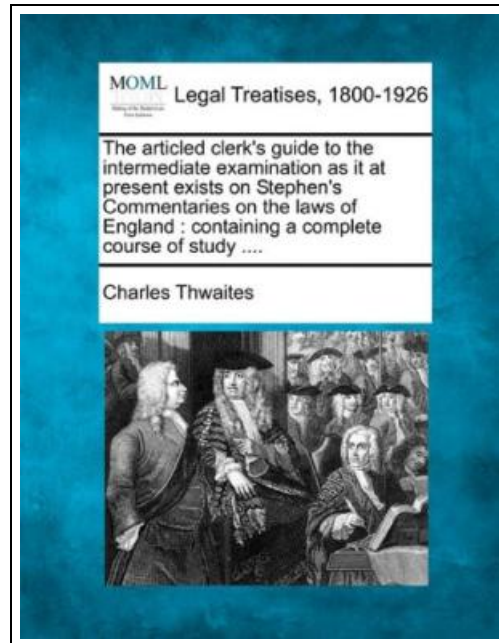 MOML
Legal Treatises, 1800-1926
The articled clerk's guide to the
intermediate examination as it at
present exists on Stephen's
Commentaries on the laws of
England : containing a complete
course of study ....
Charles Thwaites